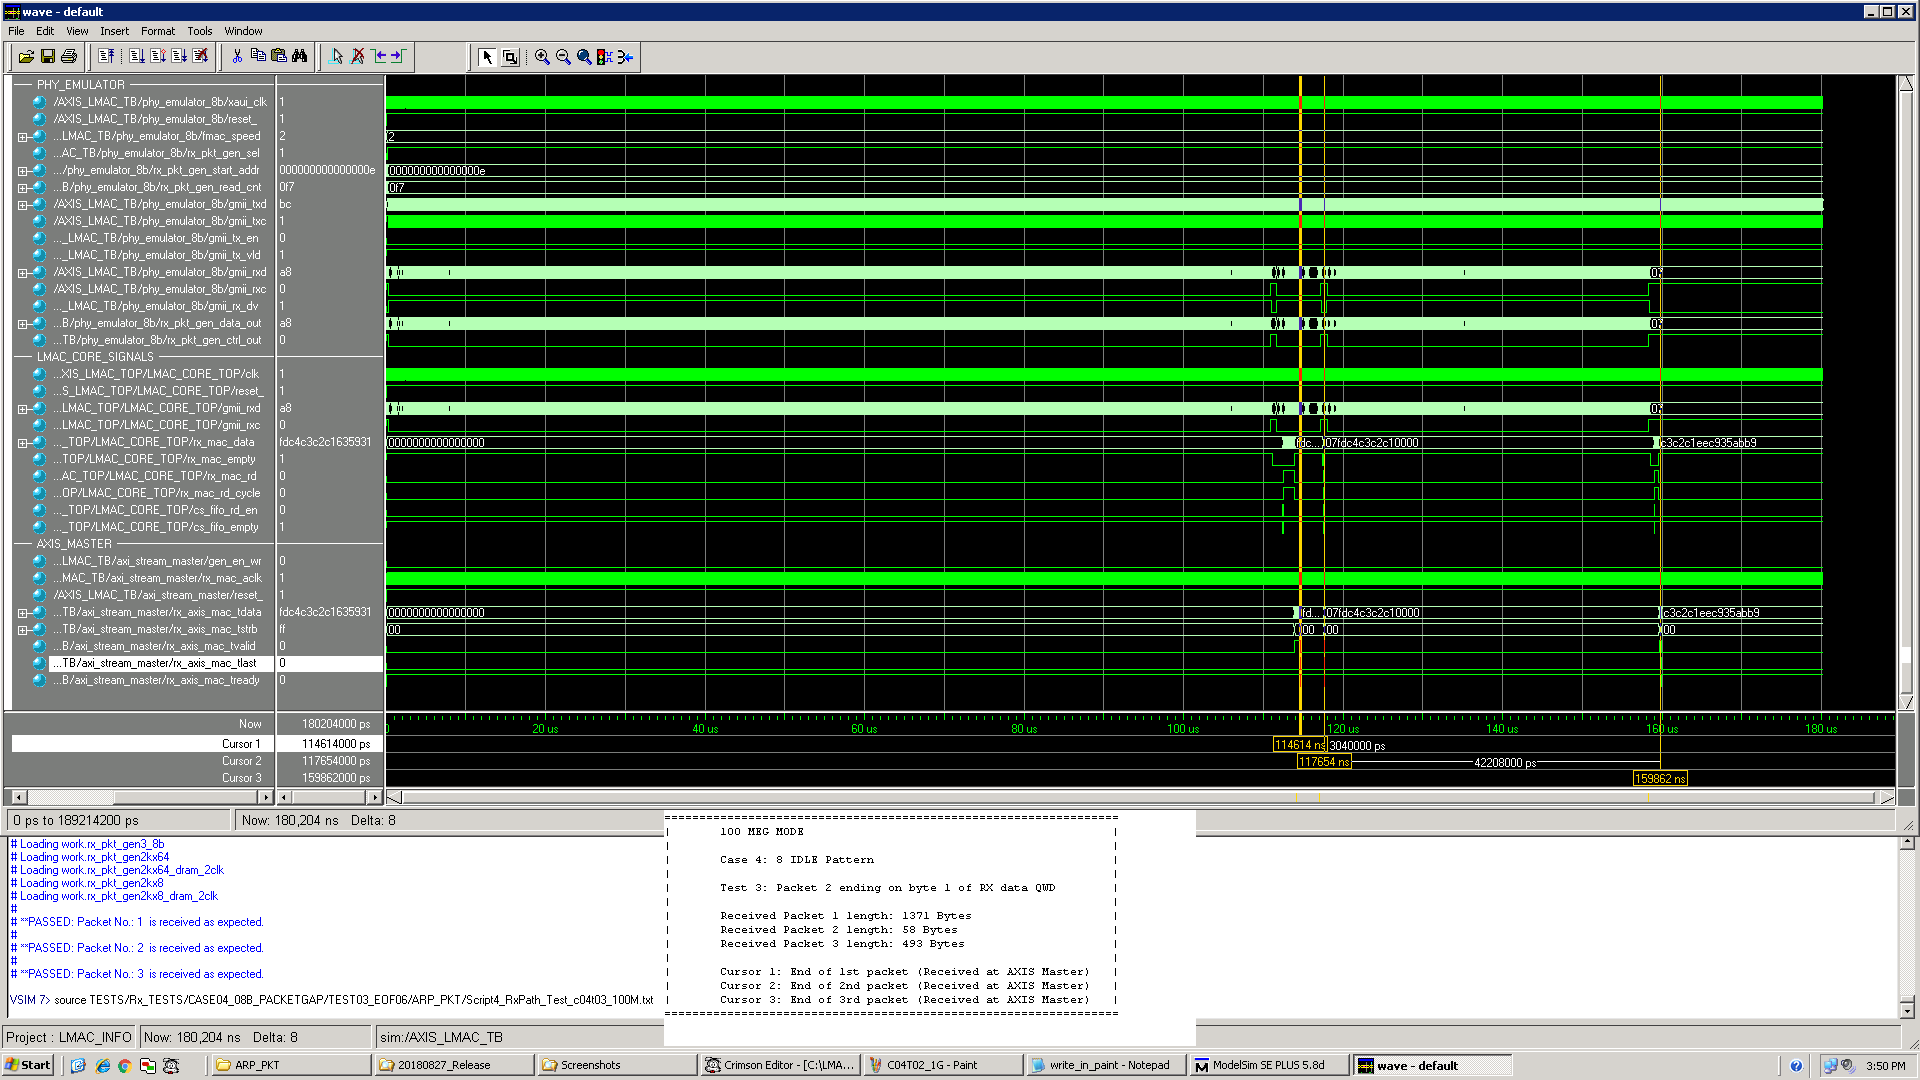 wave - default
File Edit View Insert Format Tools Window
PHY_EMULATOR
/AXIS_LMAC_TB/phy_emulator_8b/xaui_clk 1
/AXIS_LMAC_TB/phy_emulator_8b/reset_ 1
...LMAC_TB/phy_emulator_8b/fmac_speed 2 2
...AC_TB/phy_emulator_8b/rx_pkt_gen_sel 1
.../phy_emulator_8b/rx_pkt_gen_start_addr 000000000000000e 000000000000000e
...B/phy_emulator_8b/rx_pkt_gen_read_cnt 0f7 0f7
/AXIS_LMAC_TB/phy_emulator_8b/gmii_txd bc
/AXIS_LMAC_TB/phy_emulator_8b/gmii_txc 1
..._LMAC_TB/phy_emulator_8b/gmii_tx_en 0
..._LMAC_TB/phy_emulator_8b/gmii_tx_vld 1
/AXIS_LMAC_TB/phy_emulator_8b/gmii_rxd a8
/AXIS_LMAC_TB/phy_emulator_8b/gmii_rxc 0
..._LMAC_TB/phy_emulator_8b/gmii_rx_dv 1
...B/phy_emulator_8b/rx_pkt_gen_data_out a8
...TB/phy_emulator_8b/rx_pkt_gen_ctrl_out 0
LMAC_CORE_SIGNALS
...XIS_LMAC_TOP/LMAC_CORE_TOP/clk 1
...S_LMAC_TOP/LMAC_CORE_TOP/reset_ 1
...LMAC_TOP/LMAC_CORE_TOP/gmii_rxd a8
...LMAC_TOP/LMAC_CORE_TOP/gmii_rxc 0
..._TOP/LMAC_CORE_TOP/rx_mac_data fdc4c3c2c1635931 0000000000000000 fdc... 07fdc4c3c2c10000 c3c2c1eec935abb9
...TOP/LMAC_CORE_TOP/rx_mac_empty 1
...AC_TOP/LMAC_CORE_TOP/rx_mac_rd 0
...OP/LMAC_CORE_TOP/rx_mac_rd_cycle 0
..._TOP/LMAC_CORE_TOP/cs_fifo_rd_en 0
..._TOP/LMAC_CORE_TOP/cs_fifo_empty 1
AXIS_MASTER
...LMAC_TB/axi_stream_master/gen_en_wr 0
...MAC_TB/axi_stream_master/rx_mac_aclk 1
/AXIS_LMAC_TB/axi_stream_master/reset_ 1
...TB/axi_stream_master/rx_axis_mac_tdata fdc4c3c2c1635931 0000000000000000 fd... 07fdc4c3c2c10000 c3c2c1eec935abb9
...TB/axi_stream_master/rx_axis_mac_tstrb ff 00 00 00 00
...B/axi_stream_master/rx_axis_mac_tvalid 0
...TB/axi_stream_master/rx_axis_mac_tlast 0
...B/axi_stream_master/rx_axis_mac_tready 0
Now 180204000 ps 0 20 us 40 us 60 us 80 us 100 us 120 us 140 us 160 us 180 us
Cursor 1 114614000 ps 114614 ns 3040000 ps
Cursor 2 117654000 ps 117654 ns 42208000 ps
Cursor 3 159862000 ps 159862 ns
0 ps to 189214200 ps Now: 180,204 ns Delta: 8
# Loading work.rx_pkt_gen3_8b
# Loading work.rx_pkt_gen2kx64
# Loading work.rx_pkt_gen2kx64_dram_2clk
# Loading work.rx_pkt_gen2kx8
# Loading work.rx_pkt_gen2kx8_dram_2clk
#
# **PASSED: Packet No.: 1 is received as expected.
#
# **PASSED: Packet No.: 2 is received as expected.
#
# **PASSED: Packet No.: 3 is received as expected.
VSIM 7> source TESTS/Rx_TESTS/CASE04_08B_PACKETGAP/TEST03_EOF06/ARP_PKT/Script4_RxPath_Test_c04t03_100M.txt
100 MEG MODE
Case 4: 8 IDLE Pattern
Test 3: Packet 2 ending on byte 1 of RX data QWD
Received Packet 1 length: 1371 Bytes
Received Packet 2 length: 58 Bytes
Received Packet 3 length: 493 Bytes
Cursor 1: End of 1st packet (Received at AXIS Master)
Cursor 2: End of 2nd packet (Received at AXIS Master)
Cursor 3: End of 3rd packet (Received at AXIS Master)
Project : LMAC_INFO Now: 180,204 ns Delta: 8 sim:/AXIS_LMAC_TB
Start ARP_PKT 20180827_Release Screenshots Crimson Editor - [C:\LMA... C04T02_1G - Paint write_in_paint - Notepad ModelSim SE PLUS 5.8d wave - default 3:50 PM